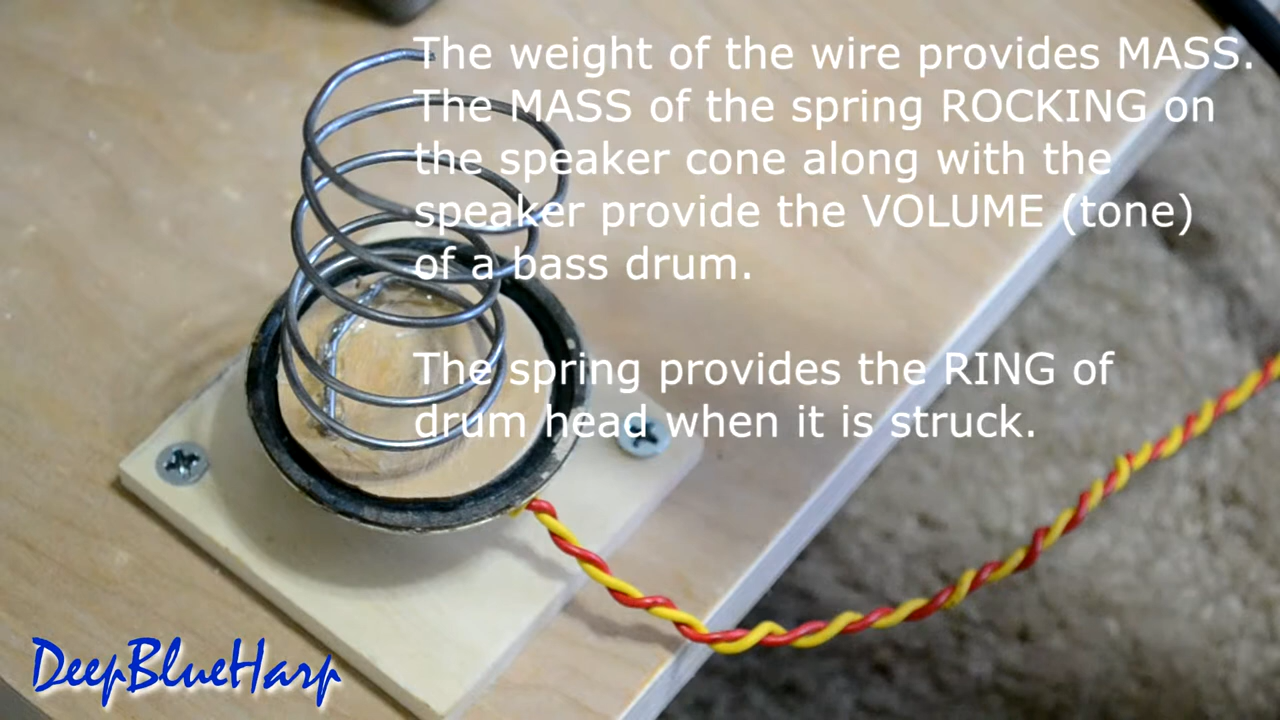 The weight of the wire provides MASS.
The MASS of the spring ROCKING on
the speaker cone along with the
speaker provide the VOLUME (tone)
of a bass drum.
The spring provides the RING of
drum head when it is struck.
DeepBlueHarp